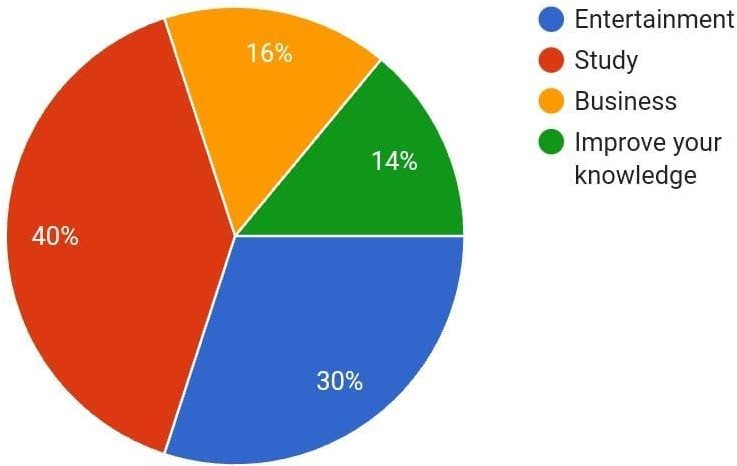 16%
14%
40%
30%
Entertainment
Study
Business
Improve your
knowledge